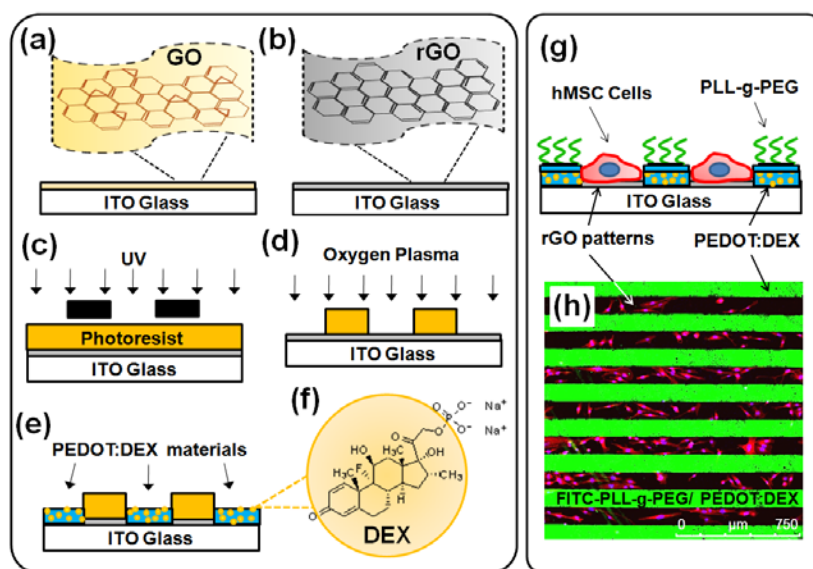 (a)
GO
ITO Glass
(b)
rGO
ITO Glass
(c)
UV
Photoresist
ITO Glass
(d)
Oxygen Plasma
ITO Glass
(e)
PEDOT:DEX materials
ITO Glass
(f)
O
O⁻ Na⁺
P
O
O⁻ Na⁺
O
HO
H₃C
OH
H₃C
F
CH₃
H
H
O
DEX
(g)
hMSC Cells
PLL-g-PEG
ITO Glass
rGO patterns
PEDOT:DEX
(h)
FITC-PLL-g-PEG/ PEDOT:DEX
0 µm 750